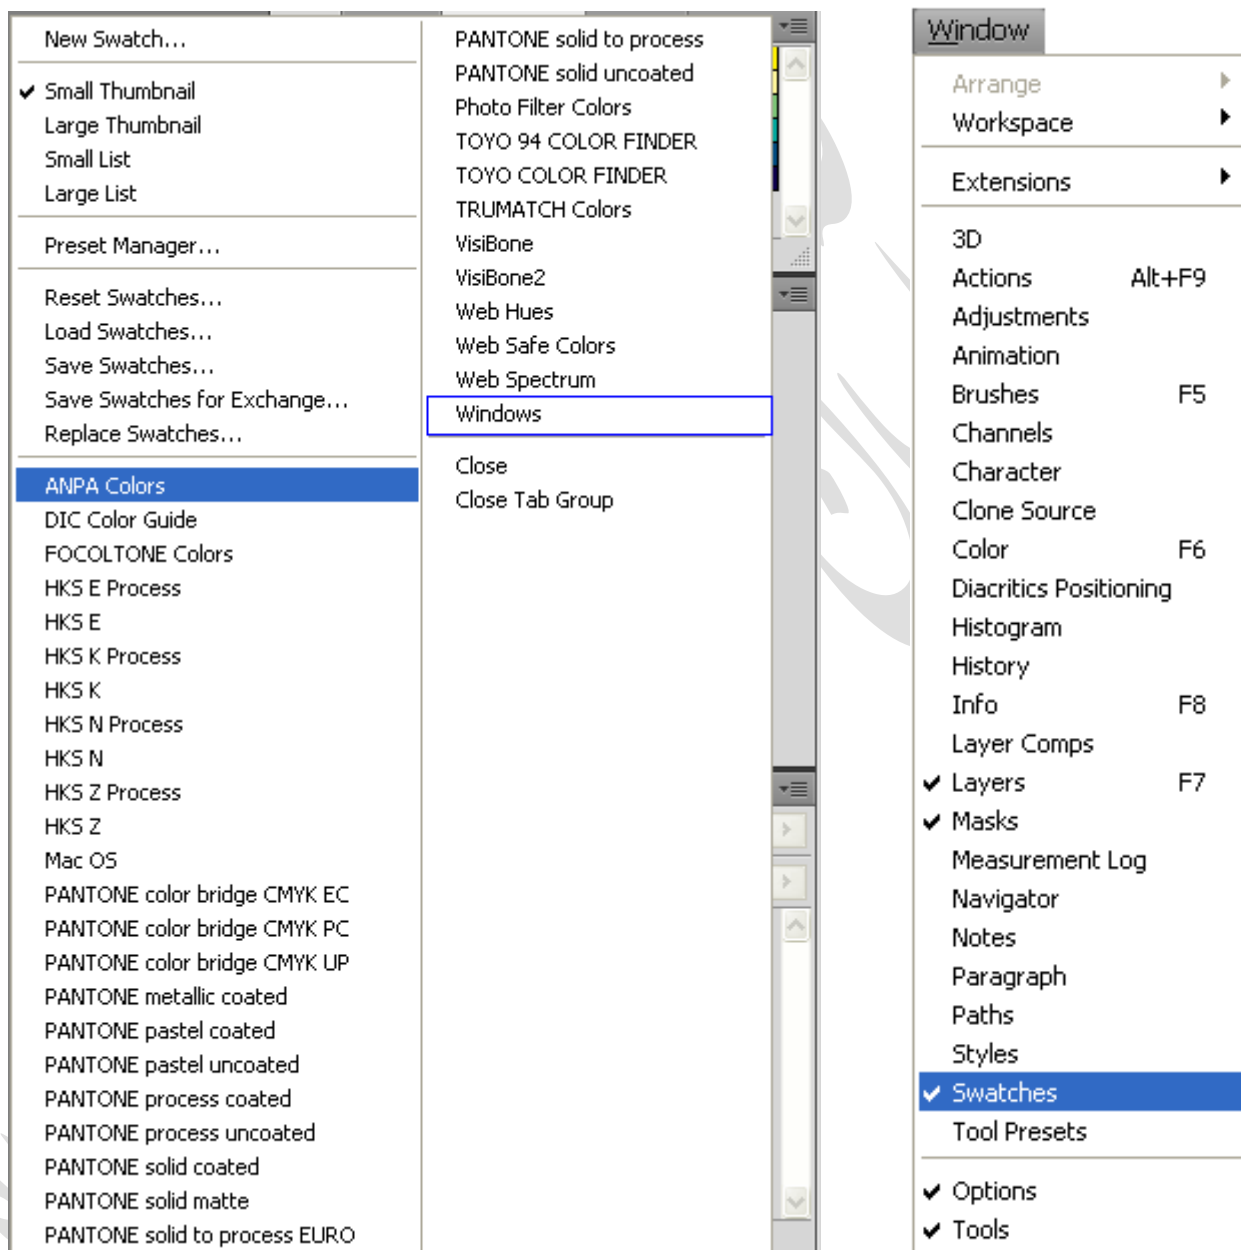 New Swatch...
Small Thumbnail
Large Thumbnail
Small List
Large List
Preset Manager...
Reset Swatches...
Load Swatches...
Save Swatches...
Save Swatches for Exchange...
Replace Swatches...
ANPA Colors
DIC Color Guide
FOCOLTONE Colors
HKS E Process
HKS E
HKS K Process
HKS K
HKS N Process
HKS N
HKS Z Process
HKS Z
Mac OS
PANTONE color bridge CMYK EC
PANTONE color bridge CMYK PC
PANTONE color bridge CMYK UP
PANTONE metallic coated
PANTONE pastel coated
PANTONE pastel uncoated
PANTONE process coated
PANTONE process uncoated
PANTONE solid coated
PANTONE solid matte
PANTONE solid to process EURO
PANTONE solid to process
PANTONE solid uncoated
Photo Filter Colors
TOYO 94 COLOR FINDER
TOYO COLOR FINDER
TRUMATCH Colors
VisiBone
VisiBone2
Web Hues
Web Safe Colors
Web Spectrum
Windows
Close
Close Tab Group
Window
Arrange
Workspace
Extensions
3D
Actions Alt+F9
Adjustments
Animation
Brushes F5
Channels
Character
Clone Source
Color F6
Diacritics Positioning
Histogram
History
Info F8
Layer Comps
Layers F7
Masks
Measurement Log
Navigator
Notes
Paragraph
Paths
Styles
Swatches
Tool Presets
Options
Tools